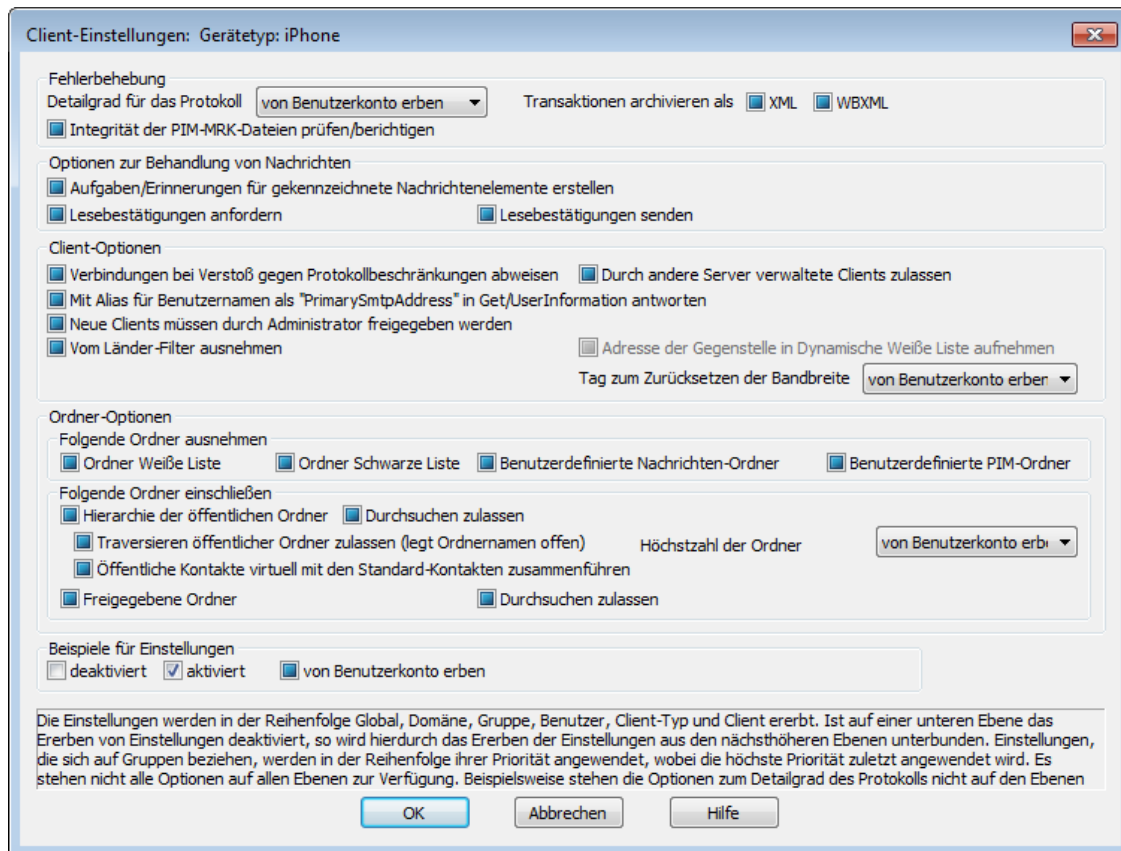 Client-Einstellungen: Gerätetyp: iPhone
Fehlerbehebung
Detailgrad für das Protokoll von Benutzerkonto erben Transaktionen archivieren als XML WBXML
Integrität der PIM-MRK-Dateien prüfen/berichtigen
Optionen zur Behandlung von Nachrichten
Aufgaben/Erinnerungen für gekennzeichnete Nachrichtenelemente erstellen
Lesebestätigungen anfordern Lesebestätigungen senden
Client-Optionen
Verbindungen bei Verstoß gegen Protokollbeschränkungen abweisen Durch andere Server verwaltete Clients zulassen
Mit Alias für Benutzernamen als "PrimarySmtpAddress" in Get/UserInformation antworten
Neue Clients müssen durch Administrator freigegeben werden
Vom Länder-Filter ausnehmen Adresse der Gegenstelle in Dynamische Weiße Liste aufnehmen
Tag zum Zurücksetzen der Bandbreite von Benutzerkonto erben
Ordner-Optionen
Folgende Ordner ausnehmen
Ordner Weiße Liste Ordner Schwarze Liste Benutzerdefinierte Nachrichten-Ordner Benutzerdefinierte PIM-Ordner
Folgende Ordner einschließen
Hierarchie der öffentlichen Ordner Durchsuchen zulassen
Traversieren öffentlicher Ordner zulassen (legt Ordnernamen offen) Höchstzahl der Ordner von Benutzerkonto erb
Öffentliche Kontakte virtuell mit den Standard-Kontakten zusammenführen
Freigegebene Ordner Durchsuchen zulassen
Beispiele für Einstellungen
deaktiviert aktiviert von Benutzerkonto erben
Die Einstellungen werden in der Reihenfolge Global, Domäne, Gruppe, Benutzer, Client-Typ und Client ererbt. Ist auf einer unteren Ebene das
Ererben von Einstellungen deaktiviert, so wird hierdurch das Ererben der Einstellungen aus den nächsthöheren Ebenen unterbunden. Einstellungen,
die sich auf Gruppen beziehen, werden in der Reihenfolge ihrer Priorität angewendet, wobei die höchste Priorität zuletzt angewendet wird. Es
stehen nicht alle Optionen auf allen Ebenen zur Verfügung. Beispielsweise stehen die Optionen zum Detailgrad des Protokolls nicht auf den Ebenen
OK Abbrechen Hilfe